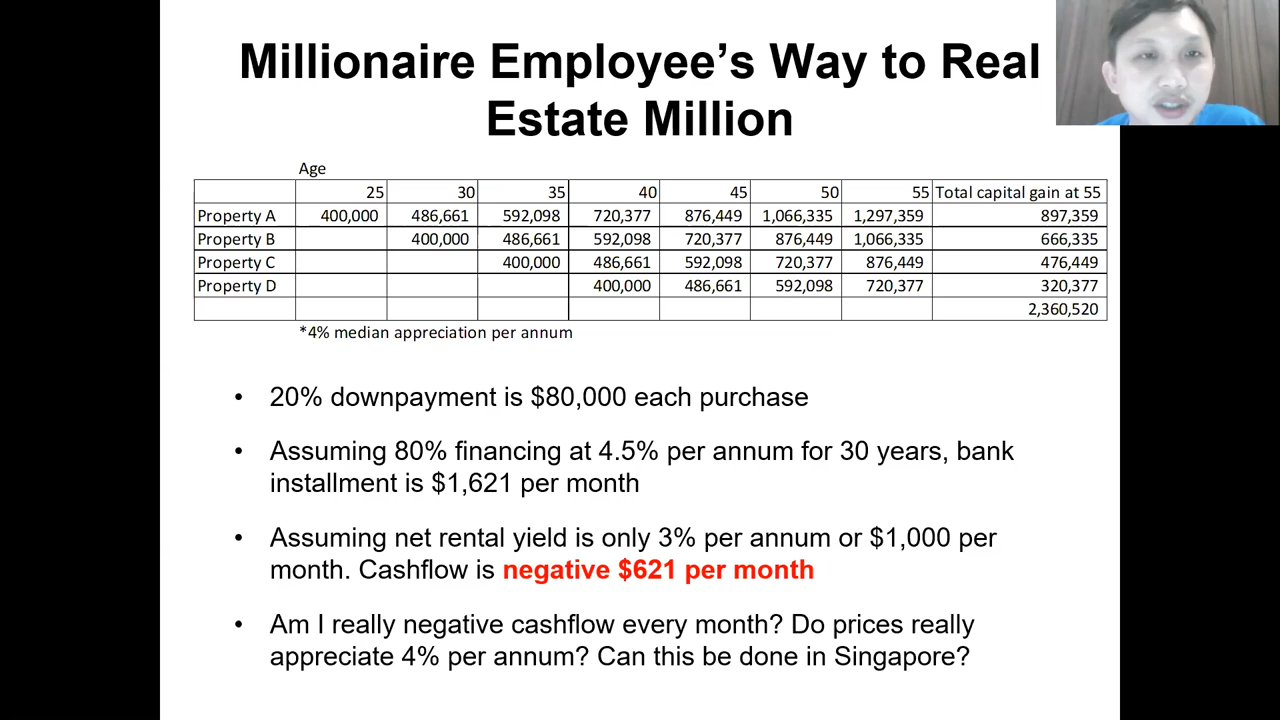 Millionaire Employee's Way to Real
Estate Million
Age
25 30 35 40 45 50 55 Total capital gain at 55
Property A 400,000 486,661 592,098 720,377 876,449 1,066,335 1,297,359 897,359
Property B 400,000 486,661 592,098 720,377 876,449 1,066,335 666,335
Property C 400,000 486,661 592,098 720,377 876,449 476,449
Property D 400,000 486,661 592,098 720,377 320,377
2,360,520
*4% median appreciation per annum
• 20% downpayment is $80,000 each purchase
• Assuming 80% financing at 4.5% per annum for 30 years, bank
installment is $1,621 per month
• Assuming net rental yield is only 3% per annum or $1,000 per
month. Cashflow is negative $621 per month
• Am I really negative cashflow every month? Do prices really
appreciate 4% per annum? Can this be done in Singapore?